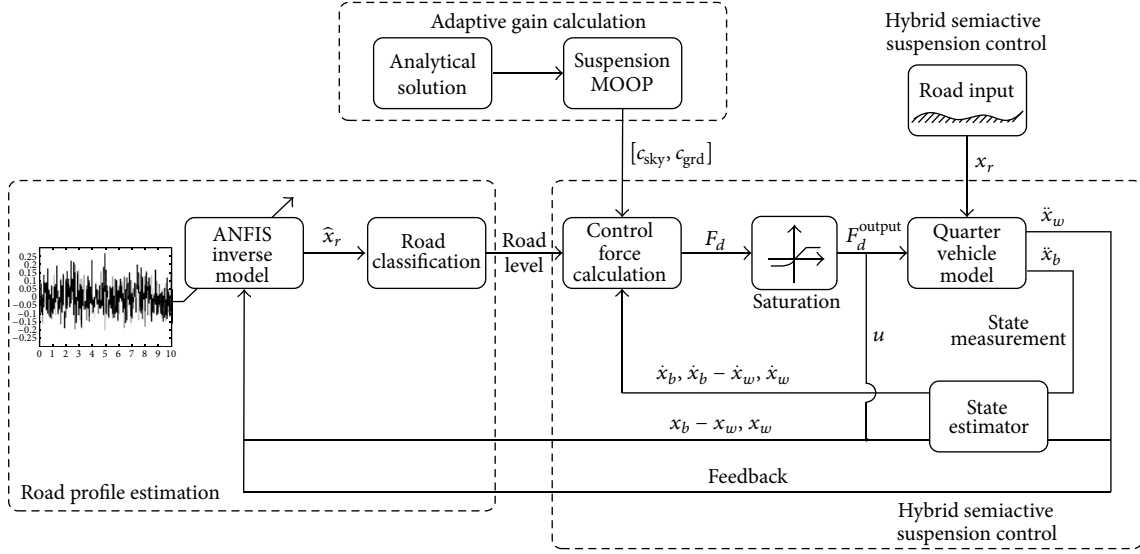 Adaptive gain calculation
Analytical
solution
Suspension
MOOP
Hybrid semiactive
suspension control
Road input
[c_sky, c_grd]
x_r
ANFIS
inverse
model
x̂_r
Road
classification
Road
level
Control
force
calculation
F_d
Saturation
F_d^output
Quarter
vehicle
model
ẍ_w
ẍ_b
0.25
0.2
0.15
0.1
0.05
0
−0.05
−0.1
−0.15
−0.2
−0.25
0 1 2 3 4 5 6 7 8 9 10
u
State
measurement
ẋ_b, ẋ_b − ẋ_w, ẋ_w
State
estimator
x_b − x_w, x_w
Feedback
Road profile estimation
Hybrid semiactive
suspension control